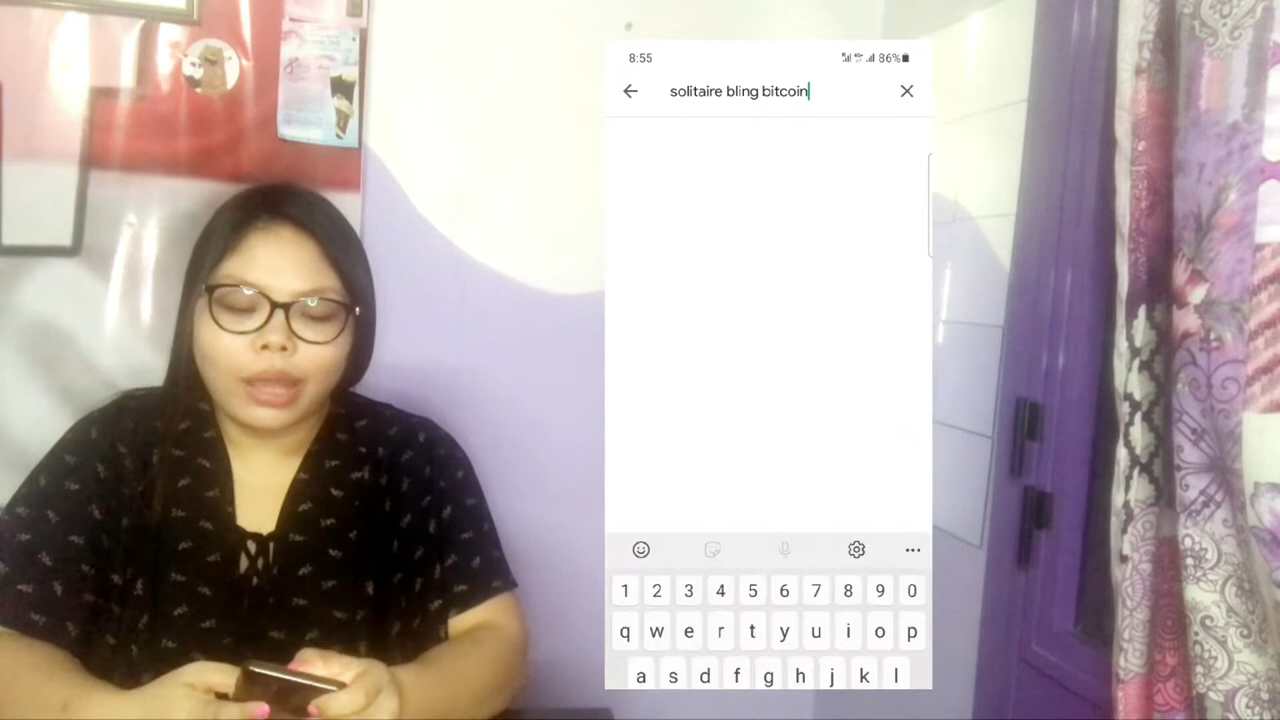 8:55
86%
solitaire bling bitcoin
1 2 3 4 5 6 7 8 9 0
q w e r t y u i o p
a s d f g h j k l